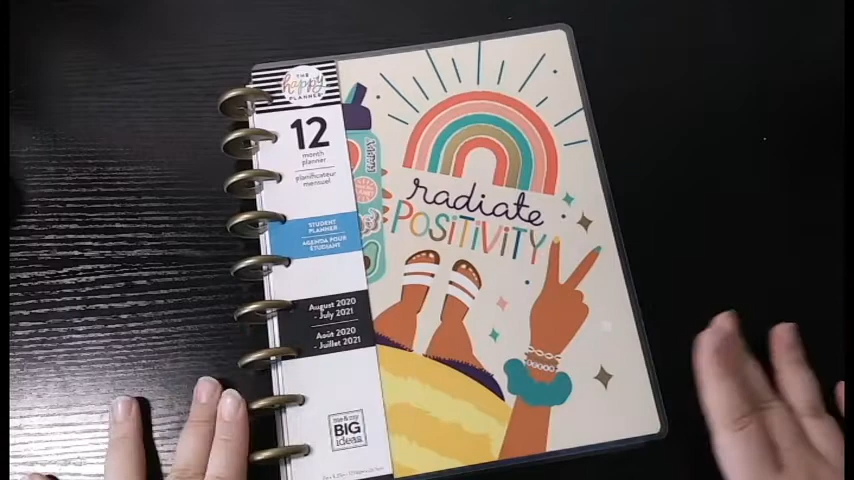 THE
happy
PLANNER
12
month
planner
planificateur
mensuel
STUDENT
PLANNER
AGENDA POUR
ÉTUDIANT
August 2020
- July 2021
Août 2020
- Juillet 2021
me & my
BIG
ideas
HAPPY
radiate
POSITIVITY